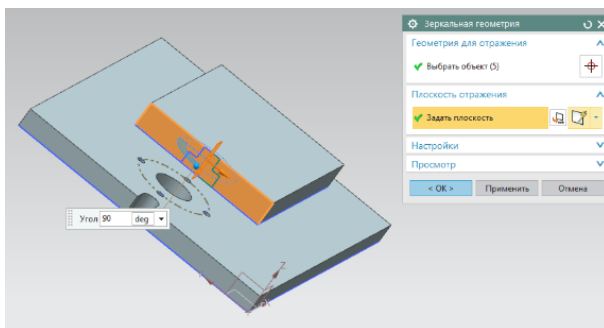 Зеркальная геометрия
Геометрия для отражения
Выбрать объект (5)
Плоскость отражения
Задать плоскость
Настройки
Просмотр
< OK > Применить Отмена
Угол 90 deg
Z